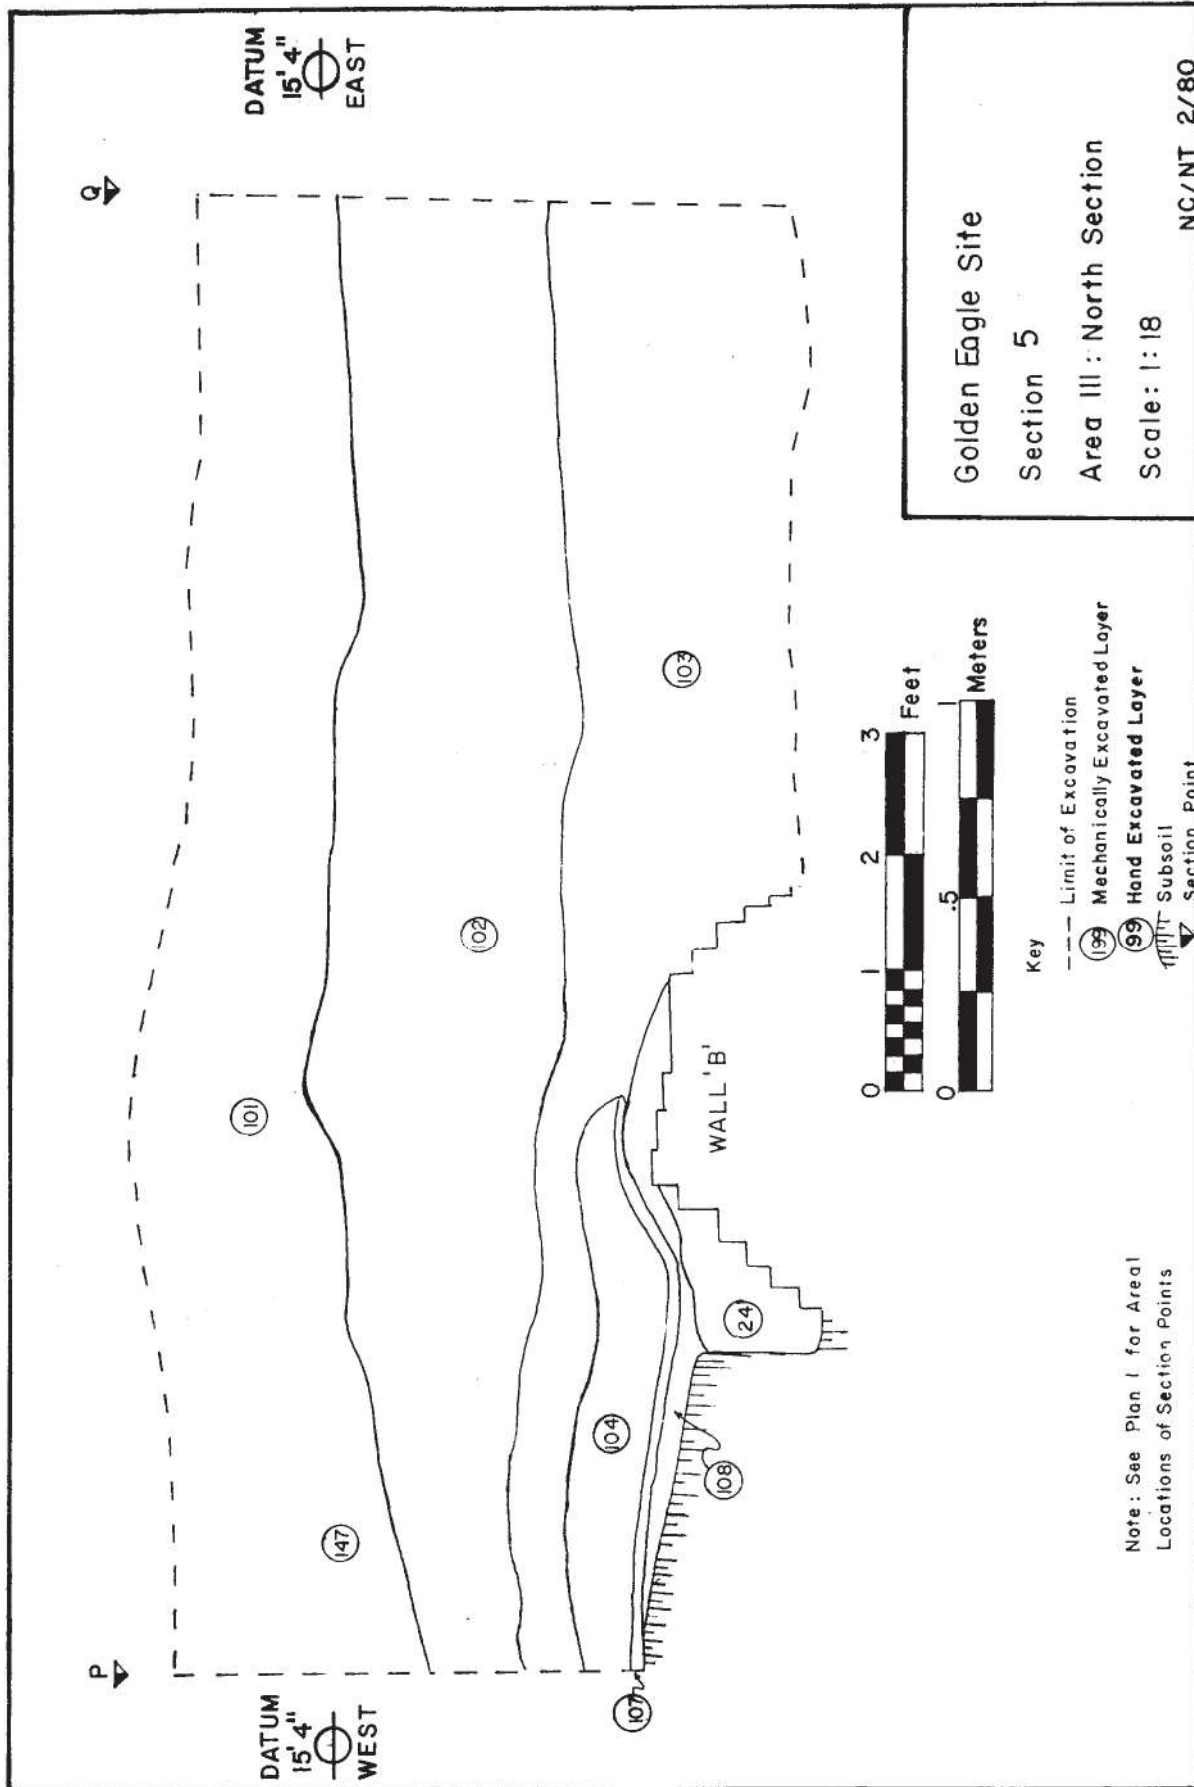 P
Q
DATUM
15'4"
WEST
DATUM
15'4"
EAST
147
101
102
103
104
107
108
24
WALL 'B'
0 1 2 3
Feet
0 .5 1
Meters
Key
Limit of Excavation
199 Mechanically Excavated Layer
99 Hand Excavated Layer
Subsoil
Section Point
Note: See Plan 1 for Areal
Locations of Section Points
Golden Eagle Site
Section 5
Area III: North Section
Scale: 1:18
NC/NT 2/80